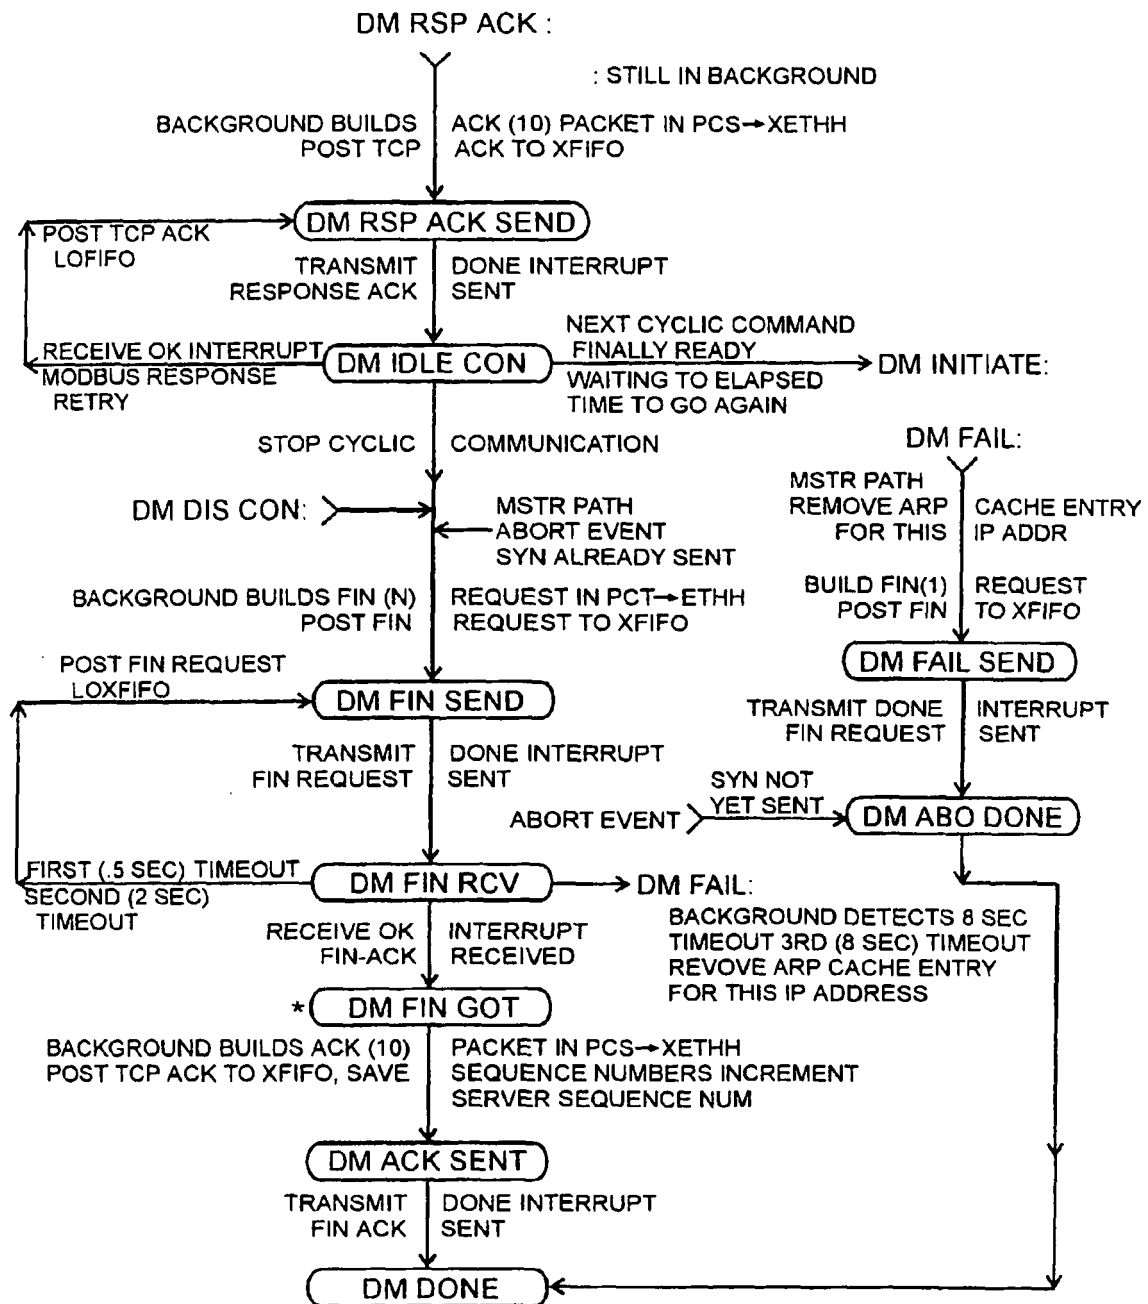 DM RSP ACK :
: STILL IN BACKGROUND
BACKGROUND BUILDS ACK (10) PACKET IN PCS→XETHH
POST TCP ACK TO XFIFO
DM RSP ACK SEND
POST TCP ACK
LOFIFO
TRANSMIT DONE INTERRUPT
RESPONSE ACK SENT
NEXT CYCLIC COMMAND
FINALLY READY
RECEIVE OK INTERRUPT
MODBUS RESPONSE
RETRY
DM IDLE CON
DM INITIATE:
WAITING TO ELAPSED
TIME TO GO AGAIN
STOP CYCLIC COMMUNICATION
DM DIS CON:
MSTR PATH
ABORT EVENT
SYN ALREADY SENT
BACKGROUND BUILDS FIN (N) REQUEST IN PCT→ETHH
POST FIN REQUEST TO XFIFO
POST FIN REQUEST
LOXFIFO
DM FIN SEND
TRANSMIT DONE INTERRUPT
FIN REQUEST SENT
FIRST (.5 SEC) TIMEOUT
SECOND (2 SEC)
TIMEOUT
DM FIN RCV
DM FAIL:
BACKGROUND DETECTS 8 SEC
TIMEOUT 3RD (8 SEC) TIMEOUT
REVOVE ARP CACHE ENTRY
FOR THIS IP ADDRESS
RECEIVE OK INTERRUPT
FIN-ACK RECEIVED
* DM FIN GOT
BACKGROUND BUILDS ACK (10) PACKET IN PCS→XETHH
POST TCP ACK TO XFIFO, SAVE SEQUENCE NUMBERS INCREMENT
SERVER SEQUENCE NUM
DM ACK SENT
TRANSMIT DONE INTERRUPT
FIN ACK SENT
DM DONE
DM FAIL:
MSTR PATH
REMOVE ARP CACHE ENTRY
FOR THIS IP ADDR
BUILD FIN(1) REQUEST
POST FIN TO XFIFO
DM FAIL SEND
TRANSMIT DONE INTERRUPT
FIN REQUEST SENT
SYN NOT
YET SENT
ABORT EVENT
DM ABO DONE